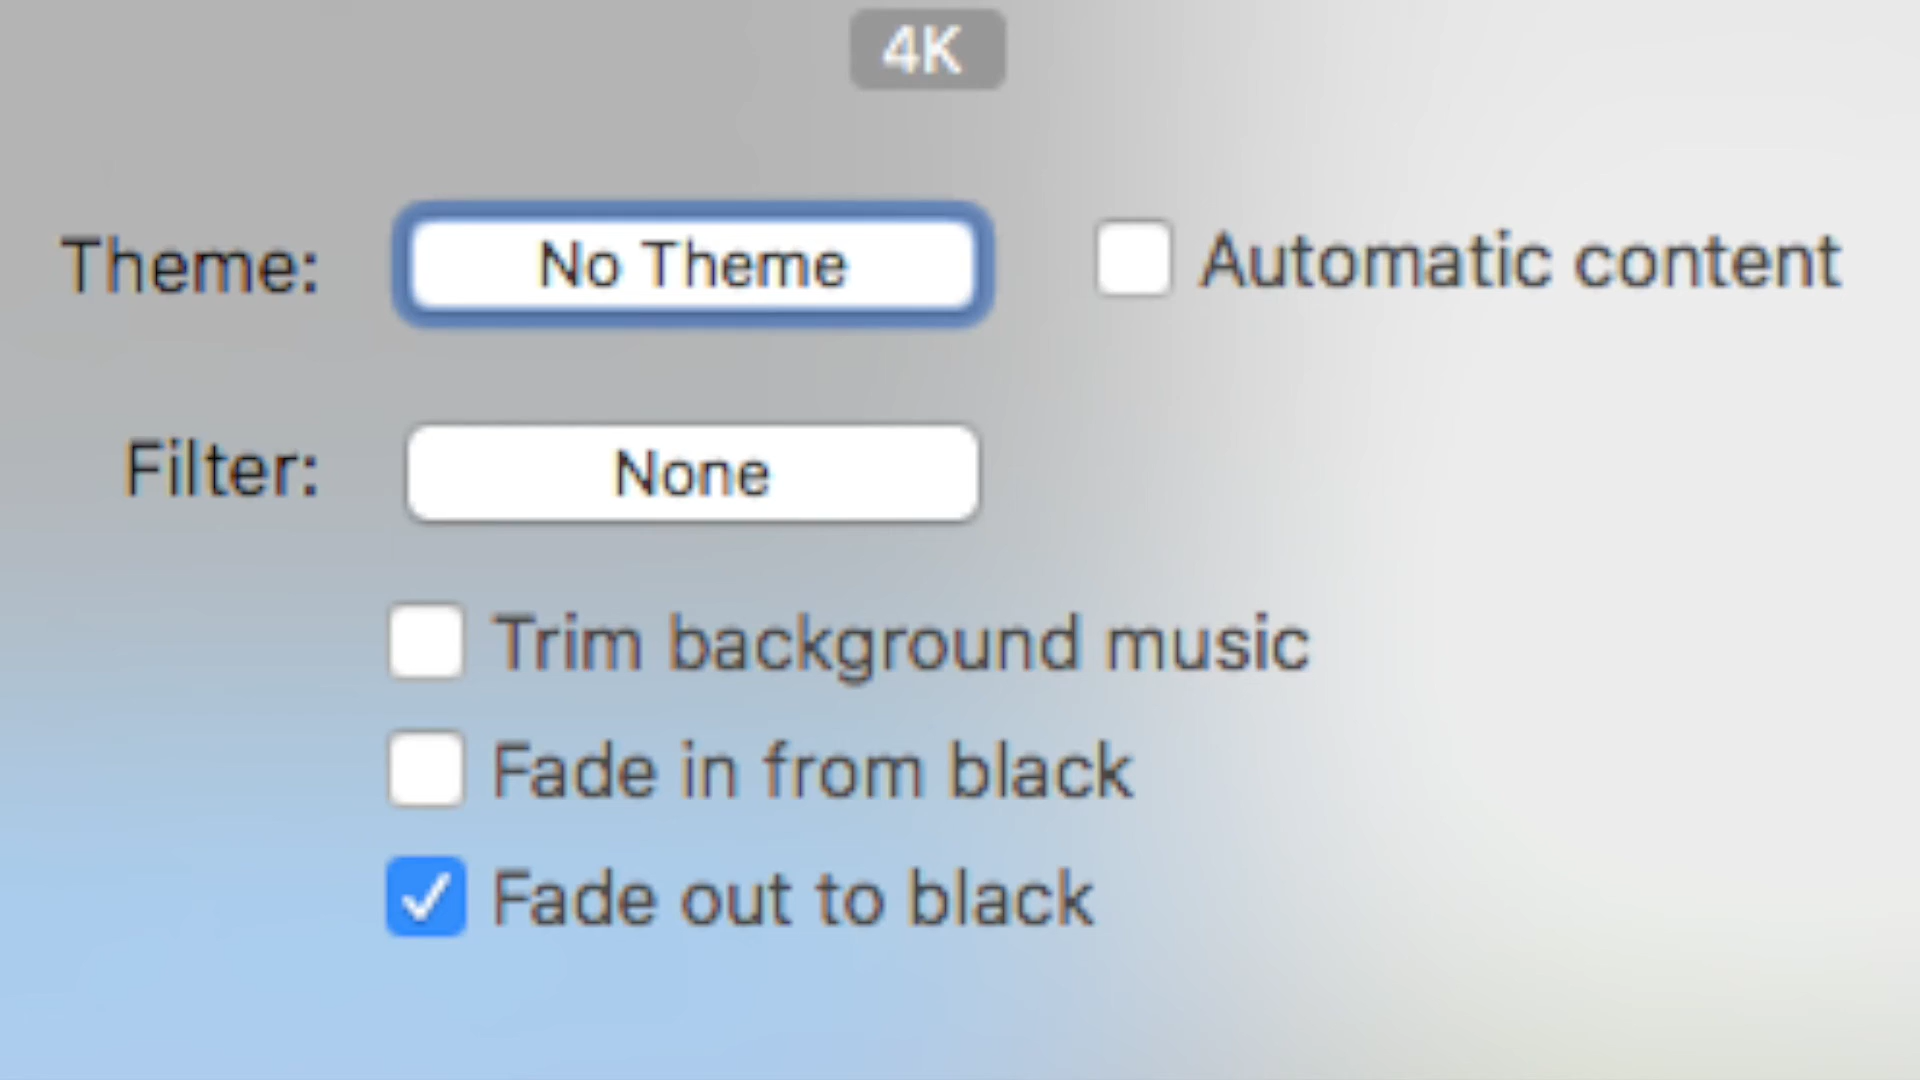 4K
Theme: No Theme Automatic content
Filter: None
Trim background music
Fade in from black
Fade out to black